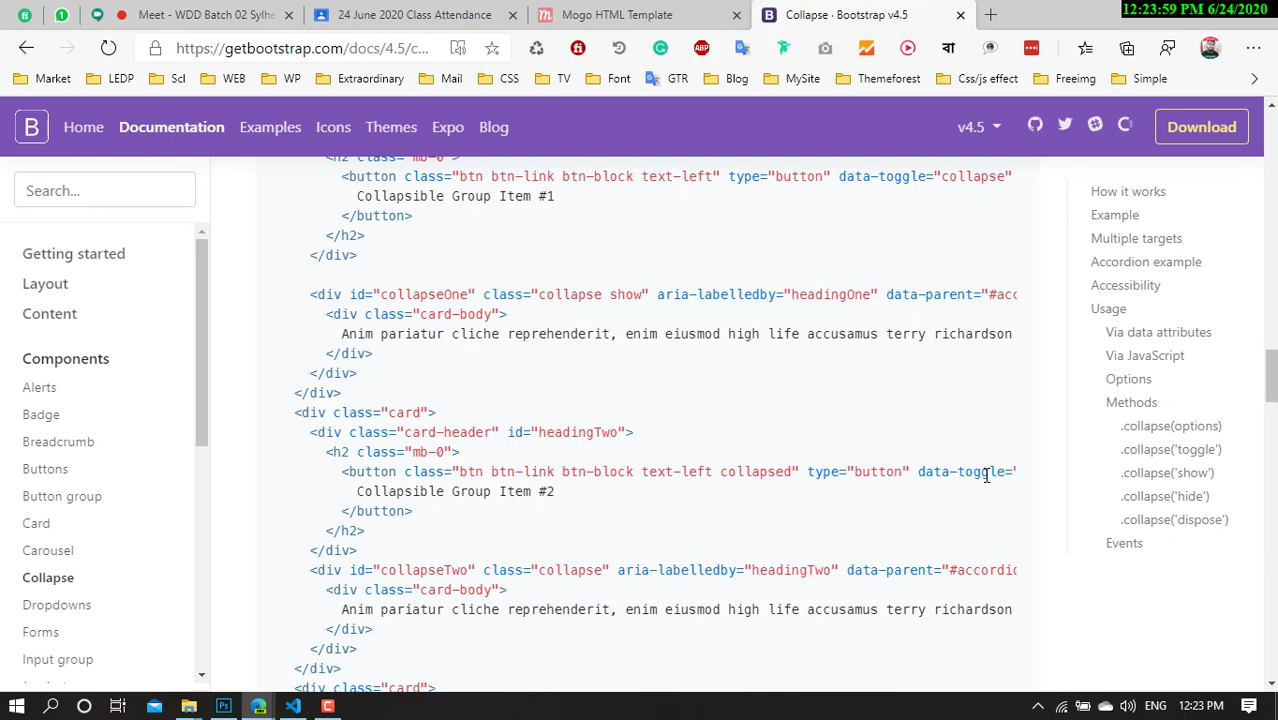 Meet - WDD Batch 02 Sylhe
24 June 2020 Class Attendance
Mogo HTML Template
Collapse · Bootstrap v4.5
12:23:59 PM 6/24/2020
https://getbootstrap.com/docs/4.5/c...
ABP
বা
Market
LEDP
Scl
WEB
WP
Extraordinary
Mail
CSS
TV
Font
GTR
Blog
MySite
Themeforest
Css/js effect
Freeimg
Simple
B
Home
Documentation
Examples
Icons
Themes
Expo
Blog
v4.5
Download
Search...
Getting started
Layout
Content
Components
Alerts
Badge
Breadcrumb
Buttons
Button group
Card
Carousel
Collapse
Dropdowns
Forms
Input group
<h2 class="mb-0">
<button class="btn btn-link btn-block text-left" type="button" data-toggle="collapse"
Collapsible Group Item #1
</button>
</h2>
</div>
<div id="collapseOne" class="collapse show" aria-labelledby="headingOne" data-parent="#acc
<div class="card-body">
Anim pariatur cliche reprehenderit, enim eiusmod high life accusamus terry richardson
</div>
</div>
</div>
<div class="card">
<div class="card-header" id="headingTwo">
<h2 class="mb-0">
<button class="btn btn-link btn-block text-left collapsed" type="button" data-toggle="
Collapsible Group Item #2
</button>
</h2>
</div>
<div id="collapseTwo" class="collapse" aria-labelledby="headingTwo" data-parent="#accordio
<div class="card-body">
Anim pariatur cliche reprehenderit, enim eiusmod high life accusamus terry richardson
</div>
</div>
</div>
<div class="card">
How it works
Example
Multiple targets
Accordion example
Accessibility
Usage
Via data attributes
Via JavaScript
Options
Methods
.collapse(options)
.collapse('toggle')
.collapse('show')
.collapse('hide')
.collapse('dispose')
Events
Ps
ENG
12:23 PM